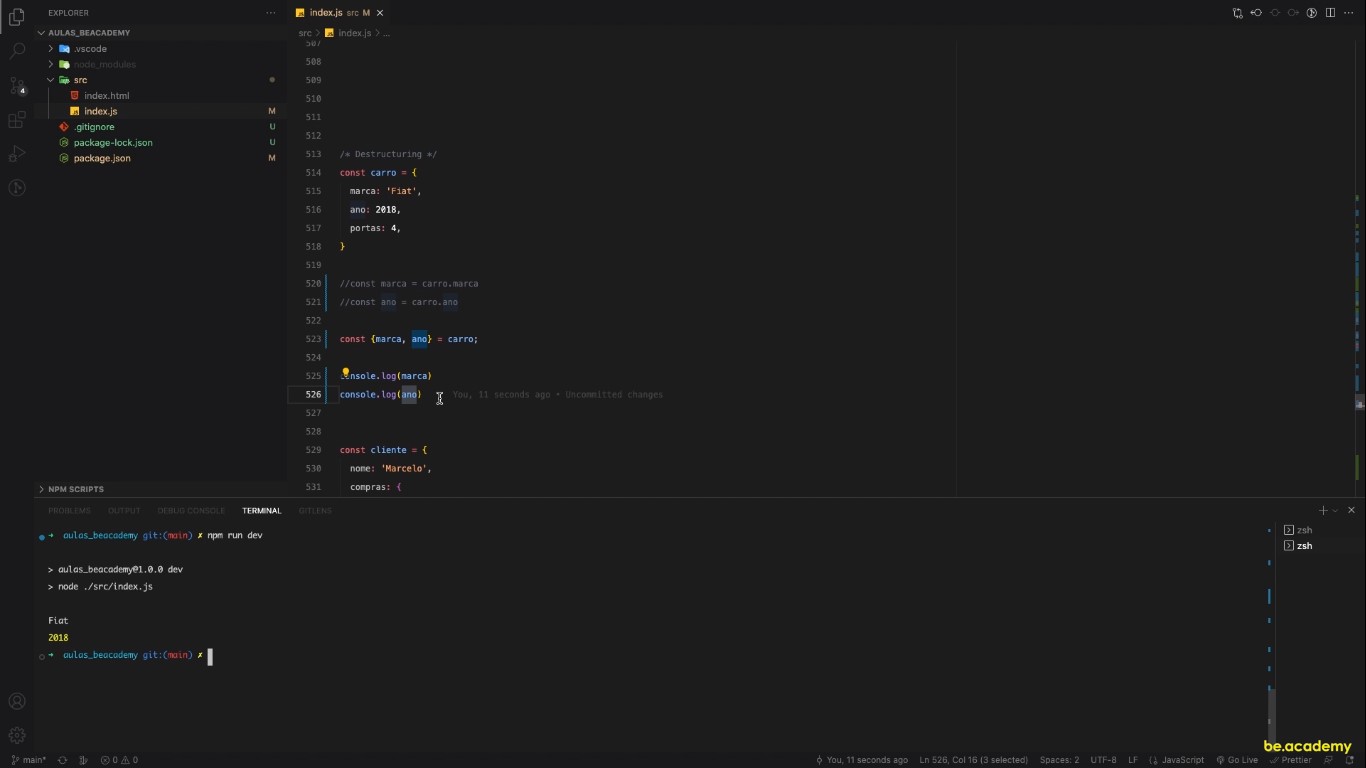 EXPLORER
···
index.js src M
AULAS_BEACADEMY
src > index.js > ...
.vscode
node_modules
src
index.html
index.js M
.gitignore U
package-lock.json U
package.json M
4
507
508
509
510
511
512
513 /* Destructuring */
514 const carro = {
515 marca: 'Fiat',
516 ano: 2018,
517 portas: 4,
518 }
519
520 //const marca = carro.marca
521 //const ano = carro.ano
522
523 const {marca, ano} = carro;
524
525 console.log(marca)
526 console.log(ano) You, 11 seconds ago • Uncommitted changes
527
528
529 const cliente = {
530 nome: 'Marcelo',
531 compras: {
NPM SCRIPTS
PROBLEMS OUTPUT DEBUG CONSOLE TERMINAL GITLENS
➜ aulas_beacademy git:(main) ✗ npm run dev
> aulas_beacademy@1.0.0 dev
> node ./src/index.js
Fiat
2018
➜ aulas_beacademy git:(main) ✗
zsh
zsh
be.academy
main* 0 0 You, 11 seconds ago Ln 526, Col 16 (3 selected) Spaces: 2 UTF-8 LF JavaScript Go Live Prettier